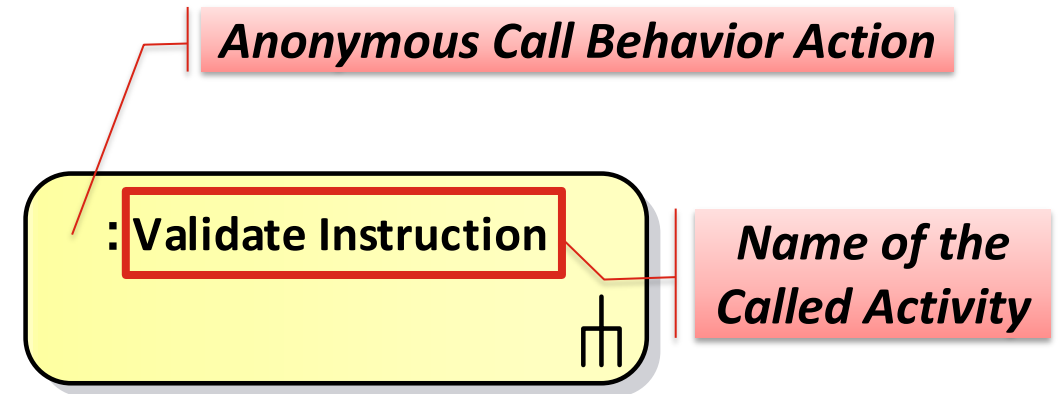 Anonymous Call Behavior Action
: Validate Instruction
Name of the
Called Activity